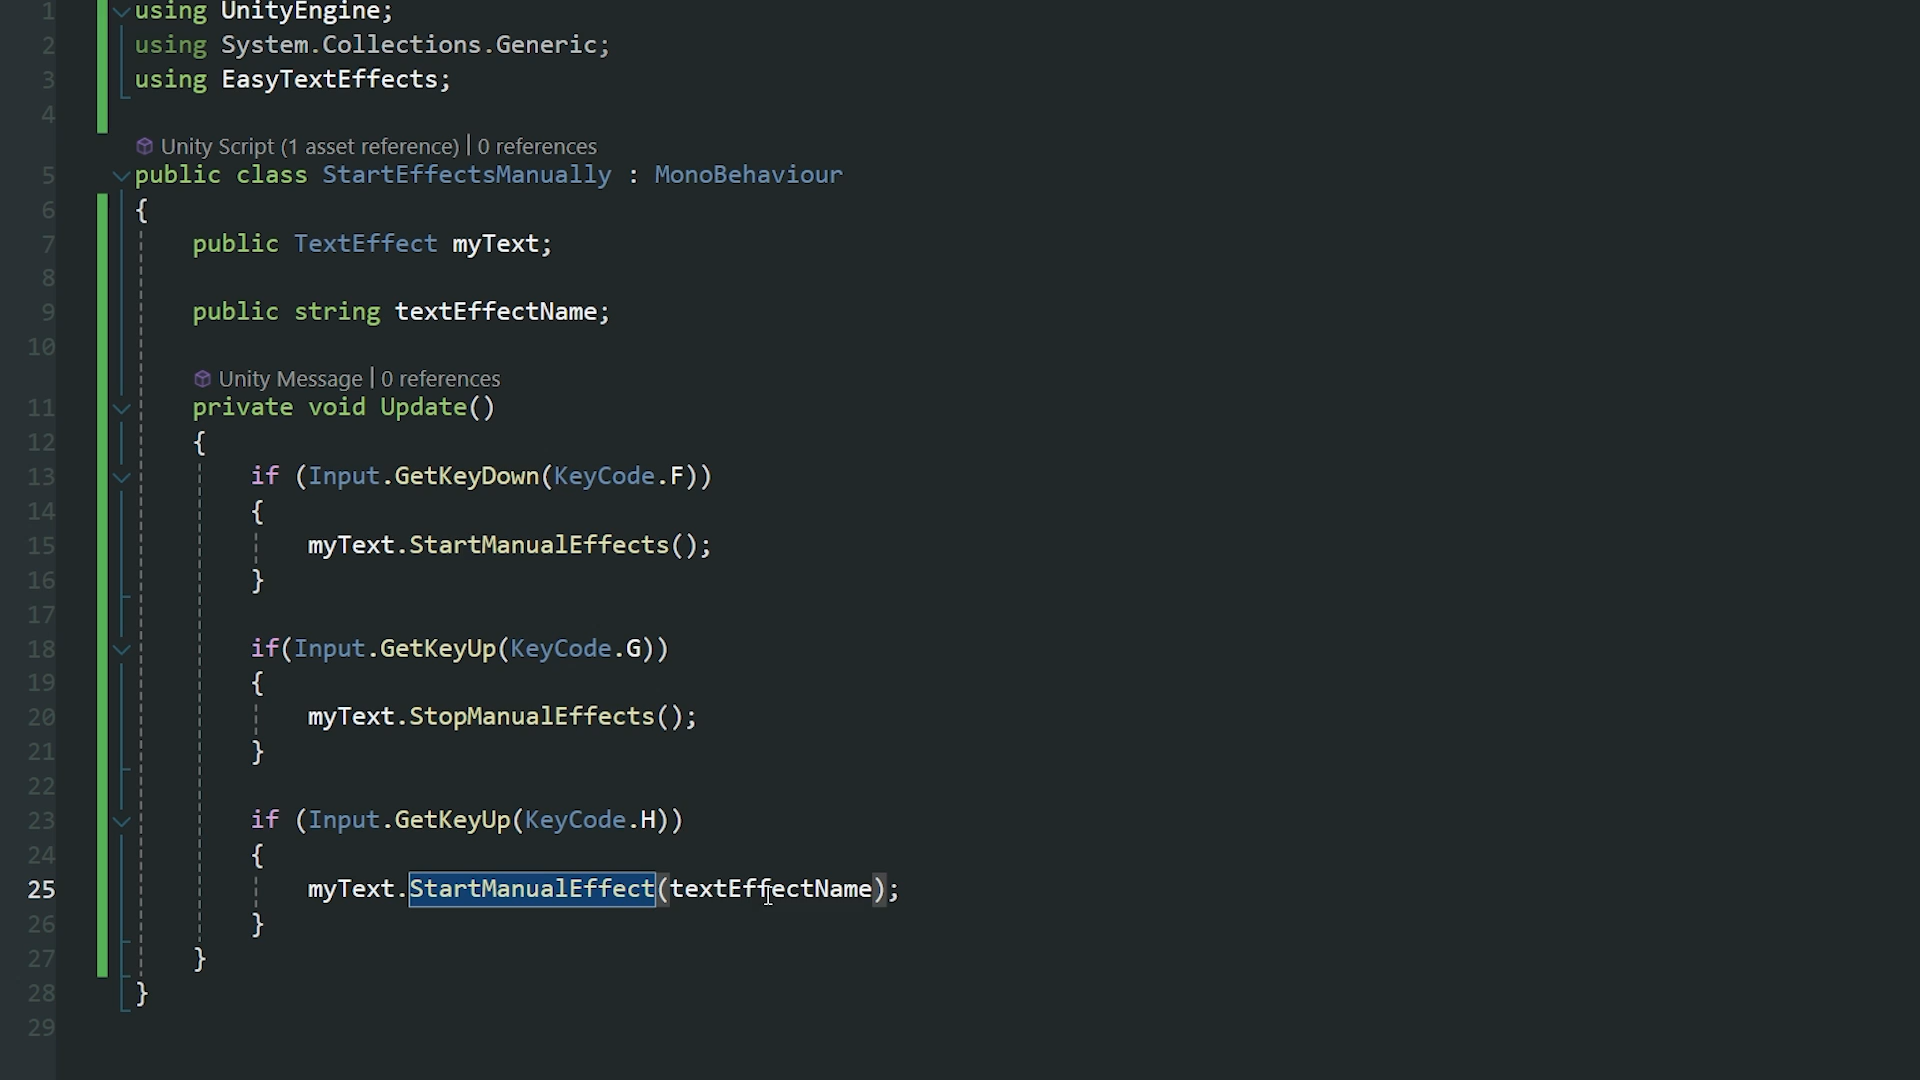 1 using UnityEngine;
2 using System.Collections.Generic;
3 using EasyTextEffects;
4
Unity Script (1 asset reference) | 0 references
5 public class StartEffectsManually : MonoBehaviour
6 {
7 public TextEffect myText;
8
9 public string textEffectName;
10
Unity Message | 0 references
11 private void Update()
12 {
13 if (Input.GetKeyDown(KeyCode.F))
14 {
15 myText.StartManualEffects();
16 }
17
18 if(Input.GetKeyUp(KeyCode.G))
19 {
20 myText.StopManualEffects();
21 }
22
23 if (Input.GetKeyUp(KeyCode.H))
24 {
25 myText.StartManualEffect(textEffectName);
26 }
27 }
28 }
29